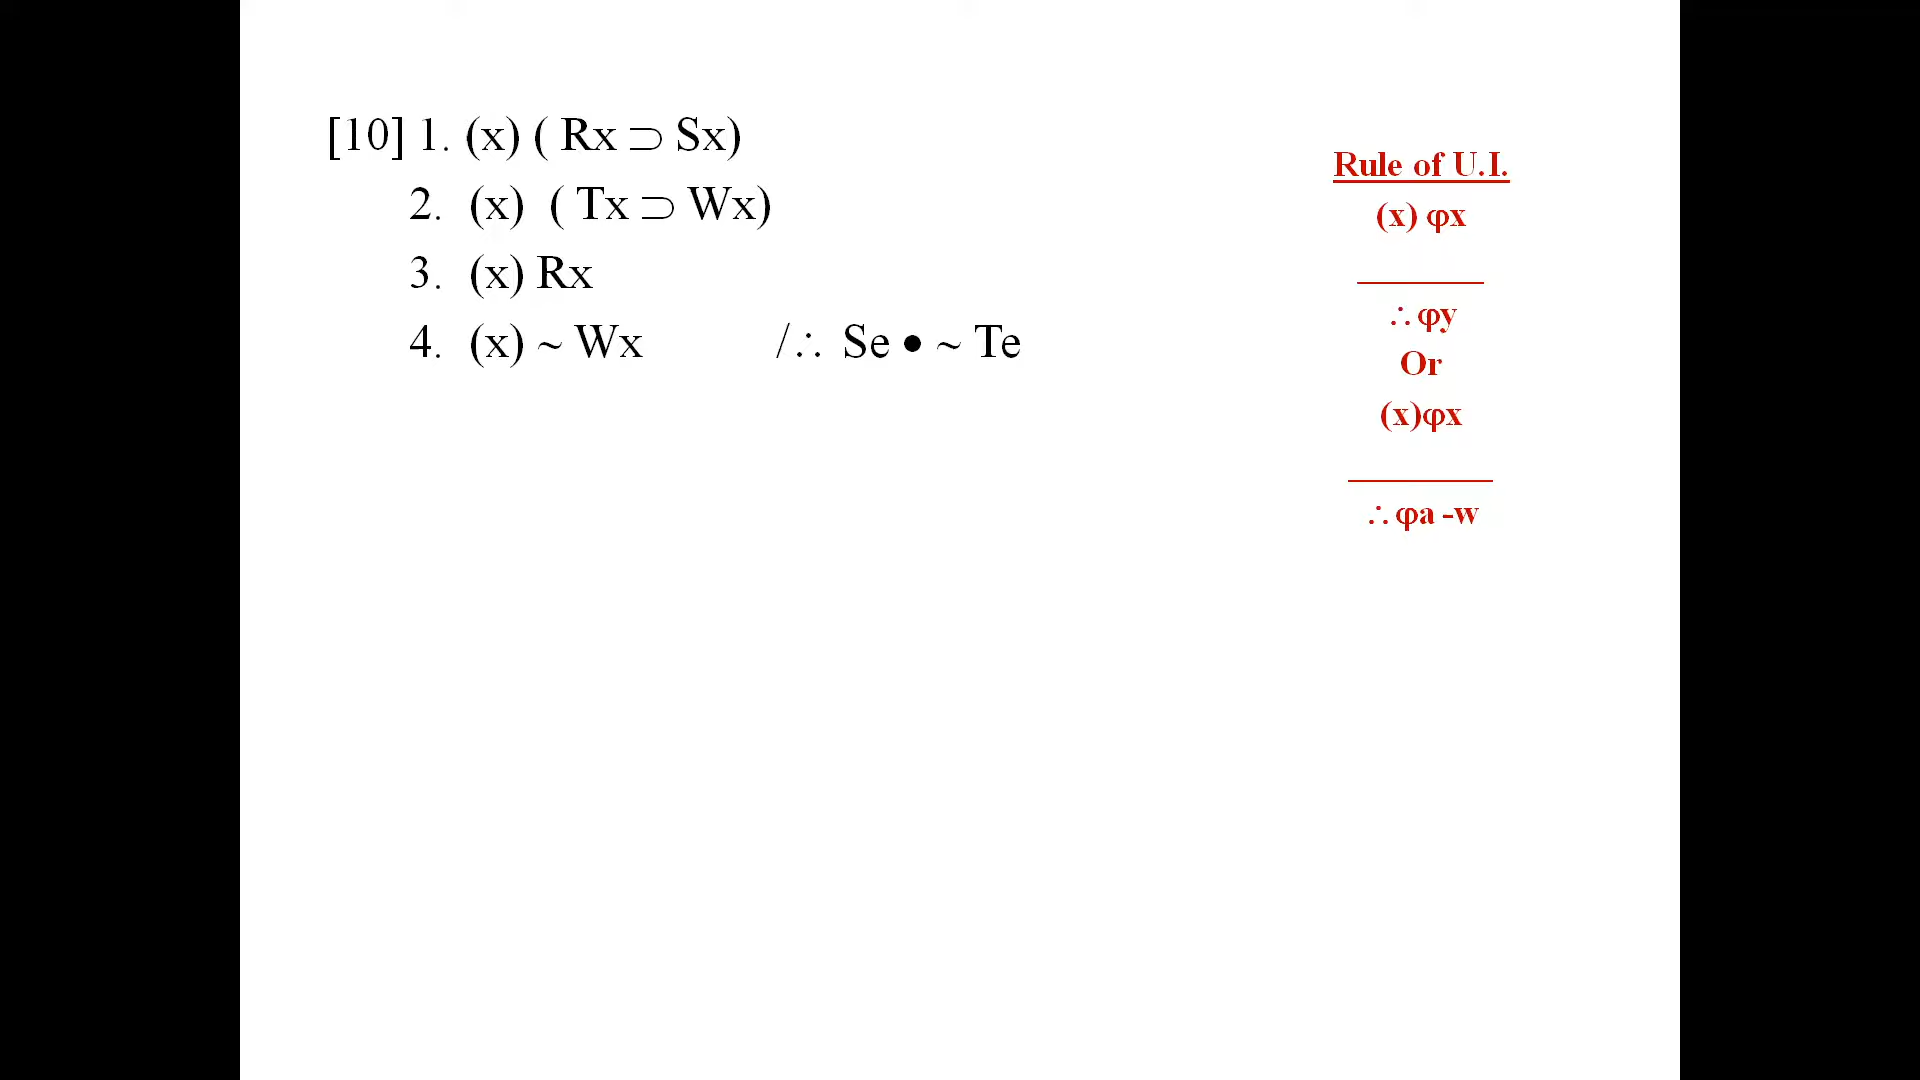 [10] 1. (x) ( Rx ⊃ Sx)
2. (x) ( Tx ⊃ Wx)
3. (x) Rx
4. (x) ~ Wx /∴ Se • ~ Te
Rule of U.I.
(x) φx
∴φy
Or
(x)φx
∴φa -w